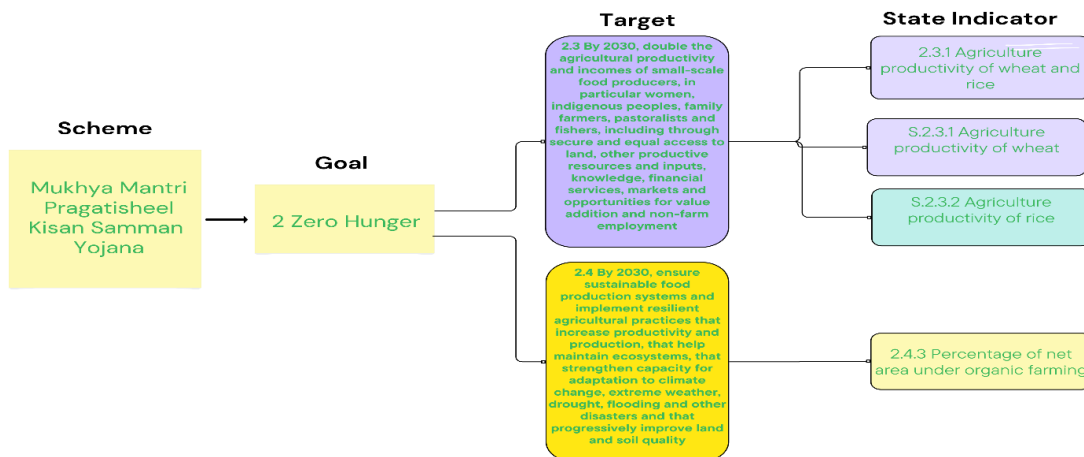 Scheme
Mukhya Mantri
Pragatisheel
Kisan Samman
Yojana
Goal
2 Zero Hunger
Target
2.3 By 2030, double the
agricultural productivity
and incomes of small-scale
food producers, in
particular women,
indigenous peoples, family
farmers, pastoralists and
fishers, including through
secure and equal access to
land, other productive
resources and inputs,
knowledge, financial
services, markets and
opportunities for value
addition and non-farm
employment
2.4 By 2030, ensure
sustainable food
production systems and
implement resilient
agricultural practices that
increase productivity and
production, that help
maintain ecosystems, that
strengthen capacity for
adaptation to climate
change, extreme weather,
drought, flooding and other
disasters and that
progressively improve land
and soil quality
State Indicator
2.3.1 Agriculture
productivity of wheat and
rice
S.2.3.1 Agriculture
productivity of wheat
S.2.3.2 Agriculture
productivity of rice
2.4.3 Percentage of net
area under organic farming